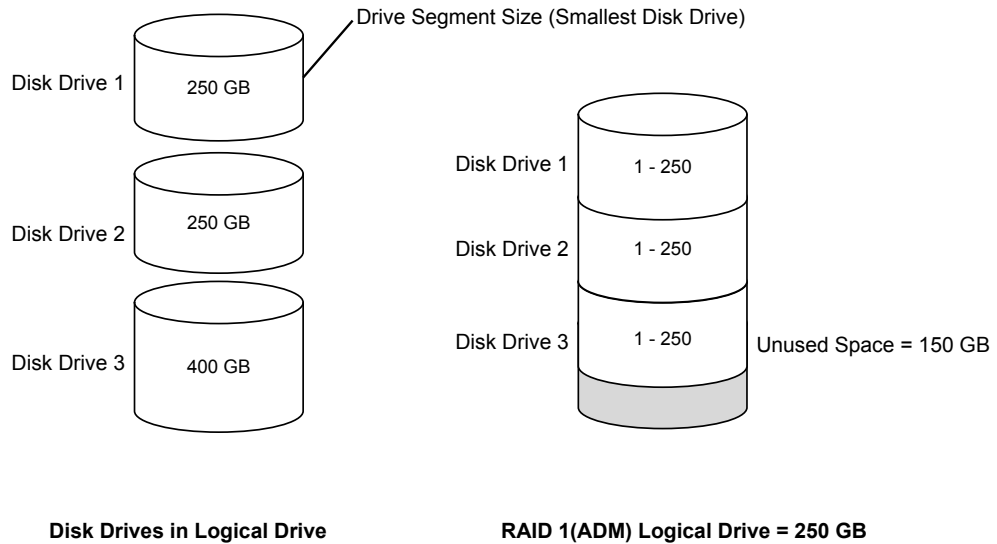 Drive Segment Size (Smallest Disk Drive)
Disk Drive 1
250 GB
Disk Drive 2
250 GB
Disk Drive 3
400 GB
Disk Drive 1
1 - 250
Disk Drive 2
1 - 250
Disk Drive 3
1 - 250
Unused Space = 150 GB
Disk Drives in Logical Drive
RAID 1(ADM) Logical Drive = 250 GB